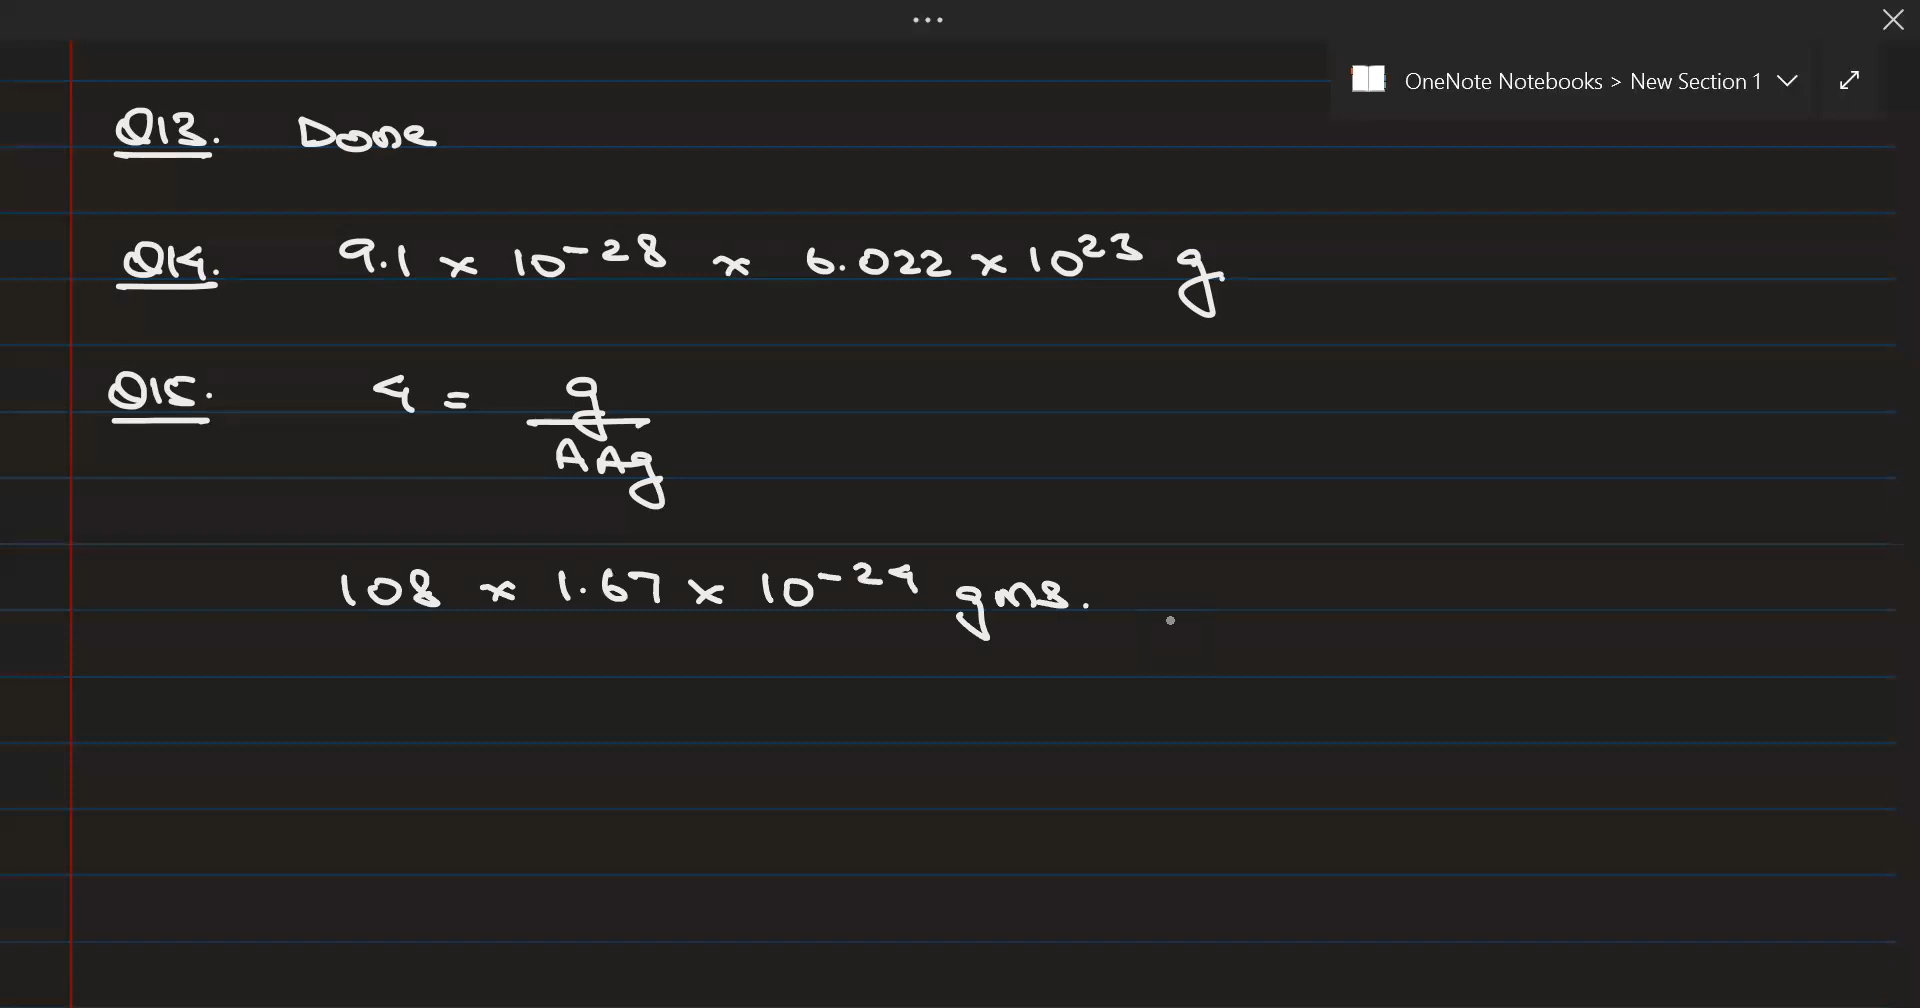 OneNote Notebooks > New Section 1
Q13. Done
Q14. 9.1 × 10⁻²⁸ × 6.022 × 10²³ g
Q15. 4 = g
AAg
108 × 1.67 × 10⁻²⁴ gms.